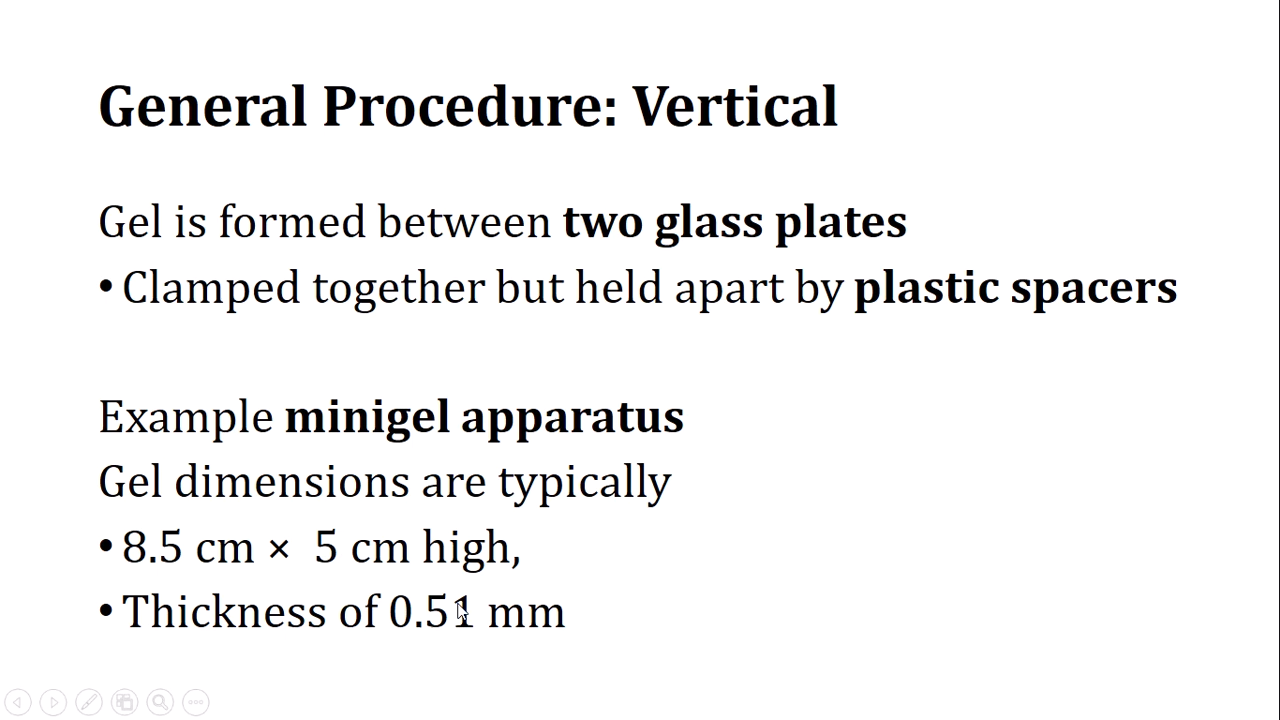 General Procedure: Vertical
Gel is formed between two glass plates
• Clamped together but held apart by plastic spacers
Example minigel apparatus
Gel dimensions are typically
• 8.5 cm × 5 cm high,
• Thickness of 0.51 mm